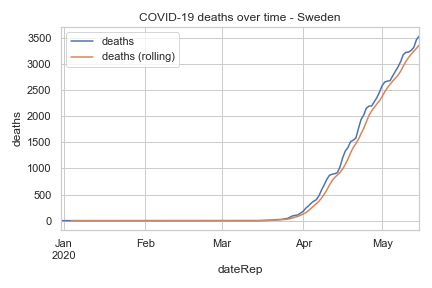 COVID-19 deaths over time - Sweden
deaths
deaths (rolling)
3500
3000
2500
2000
1500
1000
500
0
deaths
Jan
2020
Feb
Mar
Apr
May
dateRep